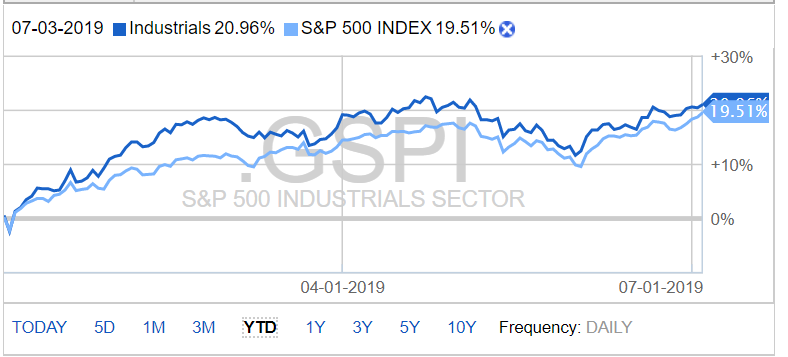 07-03-2019 Industrials 20.96% S&P 500 INDEX 19.51%
+30%
19.51%
.GSPI
+10%
S&P 500 INDUSTRIALS SECTOR
0%
04-01-2019 07-01-2019
TODAY 5D 1M 3M YTD 1Y 3Y 5Y 10Y Frequency: DAILY